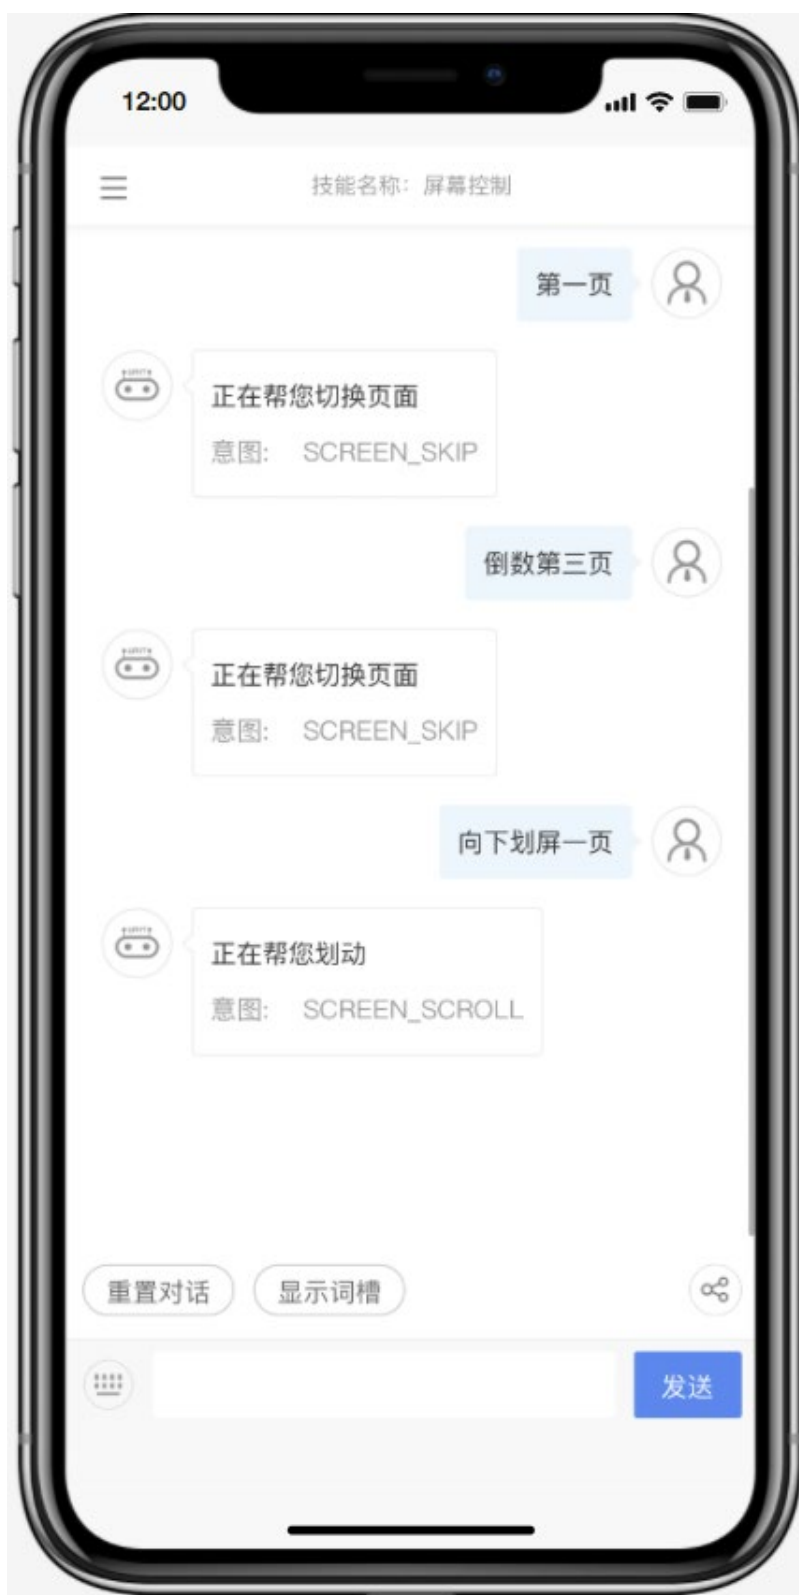 12:00
技能名称：屏幕控制
第一页
正在帮您切换页面
意图: SCREEN_SKIP
倒数第三页
正在帮您切换页面
意图: SCREEN_SKIP
向下划屏一页
正在帮您划动
意图: SCREEN_SCROLL
重置对话 显示词槽
发送